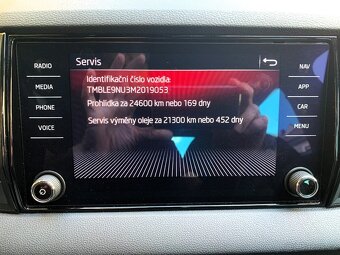 Servis
RADIO
MEDIA
PHONE
VOICE
Identifikační číslo vozidla:
TMBLE9NU3M2019053
Prohlídka za 24600 km nebo 169 dny
Servis výměny oleje za 21300 km nebo 452 dny
NAV
APP
CAR
MENU